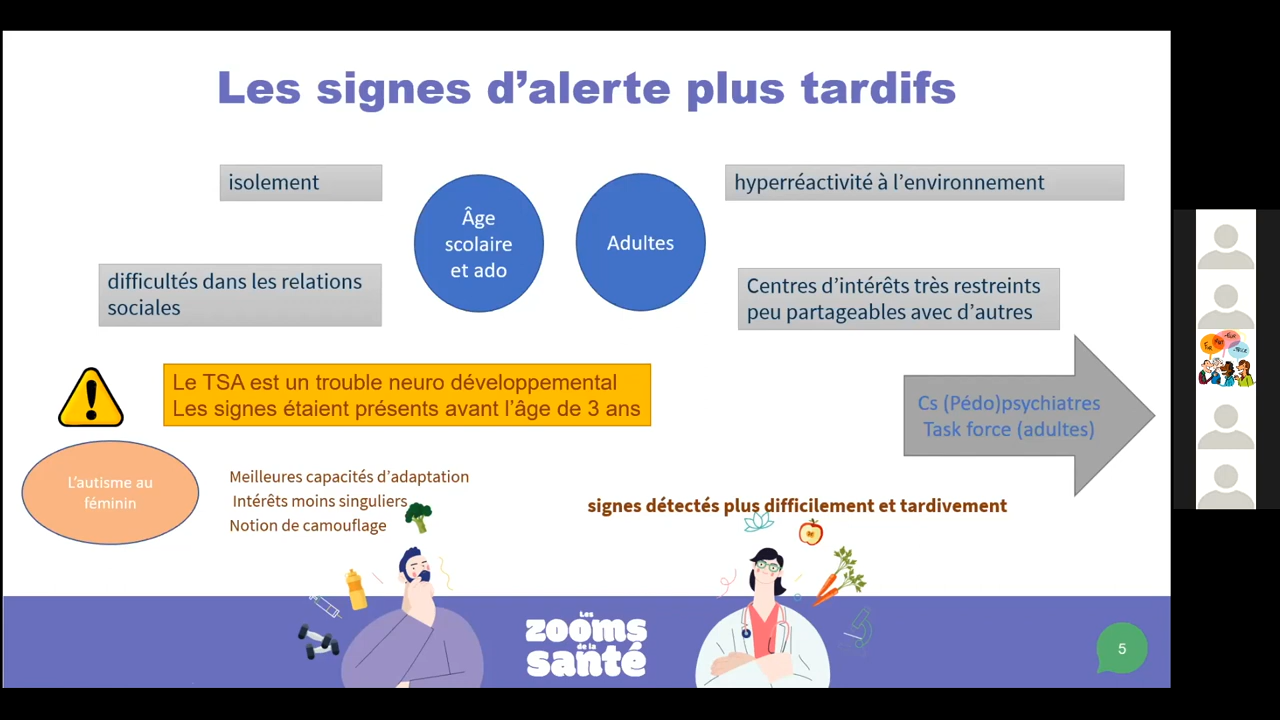 Les signes d’alerte plus tardifs
isolement
Âge
scolaire
et ado
Adultes
hyperréactivité à l’environnement
difficultés dans les relations
sociales
Centres d’intérêts très restreints
peu partageables avec d’autres
Le TSA est un trouble neuro développemental
Les signes étaient présents avant l’âge de 3 ans
Cs (Pédo)psychiatres
Task force (adultes)
L’autisme au
féminin
Meilleures capacités d’adaptation
Intérêts moins singuliers
Notion de camouflage
signes détectés plus difficilement et tardivement
Les
zooms
de la
santé
5